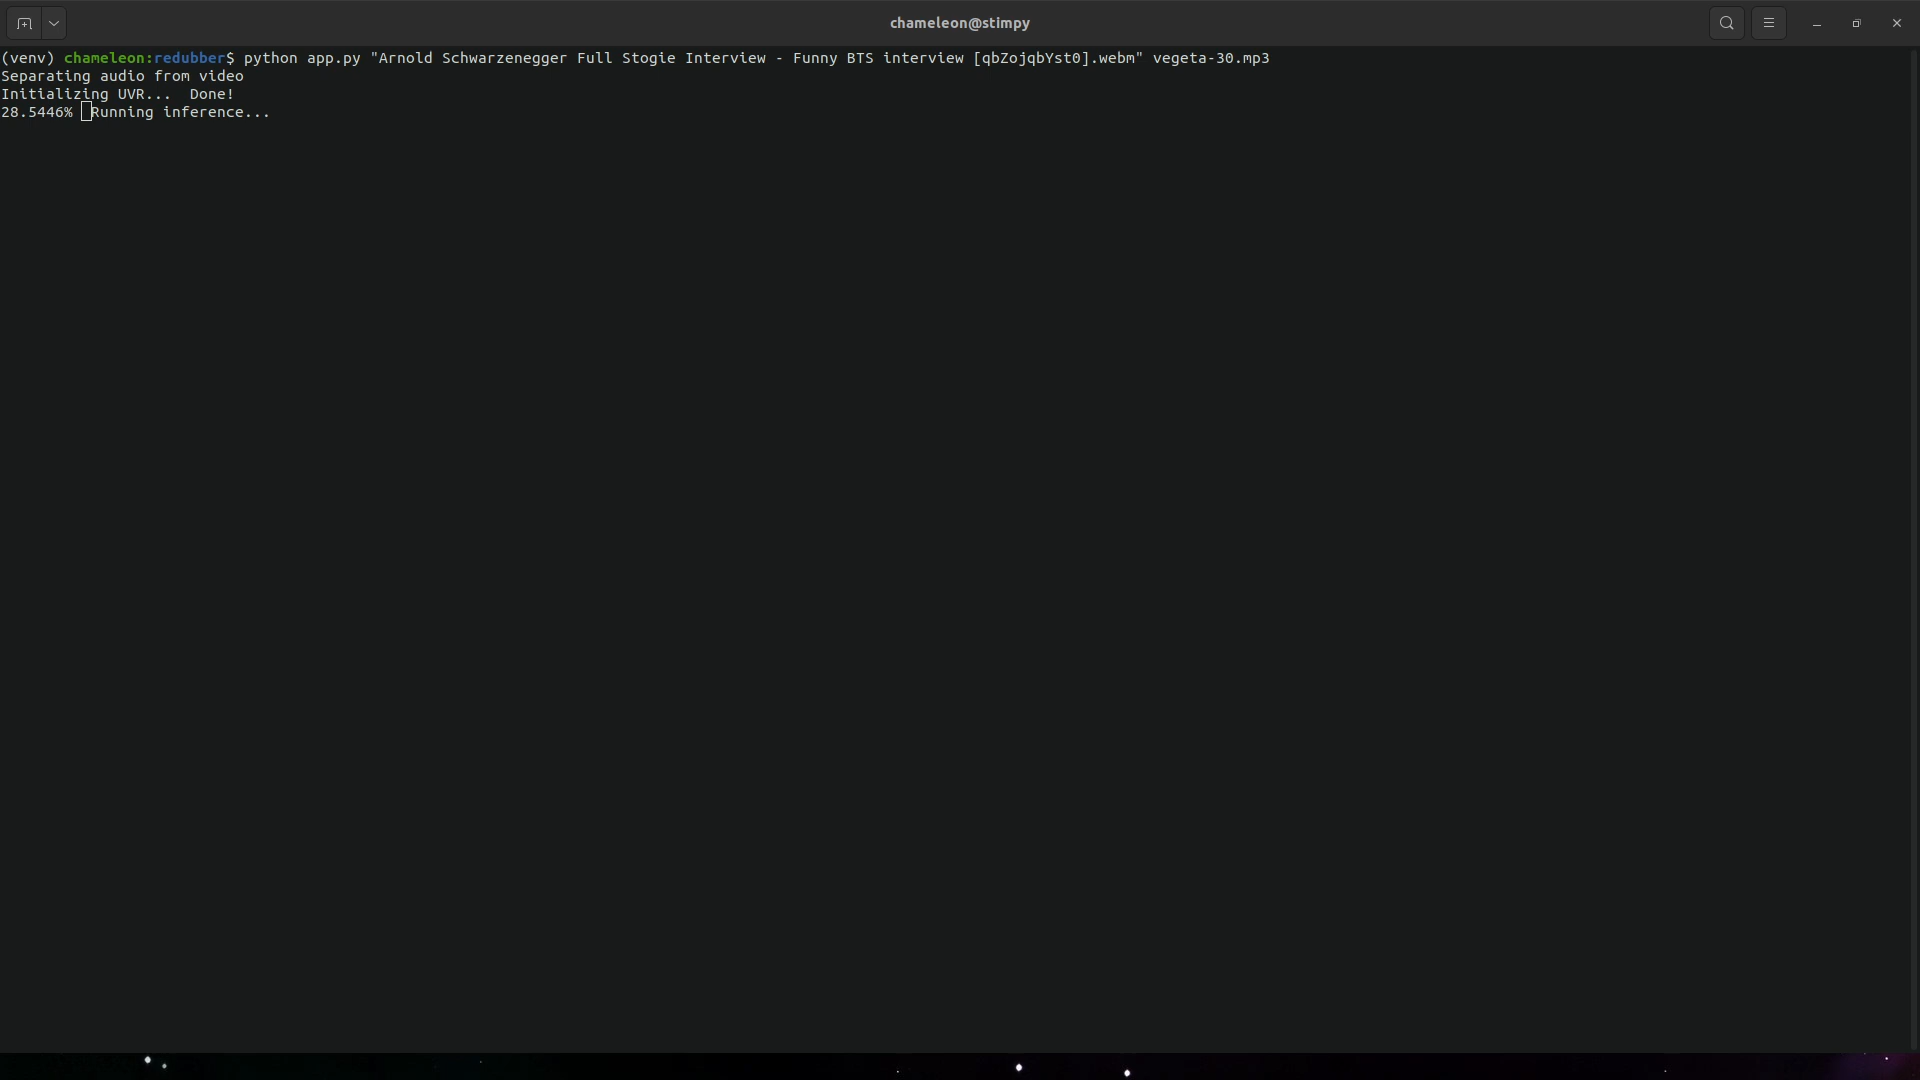 chameleon@stimpy
(venv) chameleon:redubber$ python app.py "Arnold Schwarzenegger Full Stogie Interview - Funny BTS interview [qbZojqbYst0].webm" vegeta-30.mp3
Separating audio from video
Initializing UVR...  Done!
28.5446% Running inference...